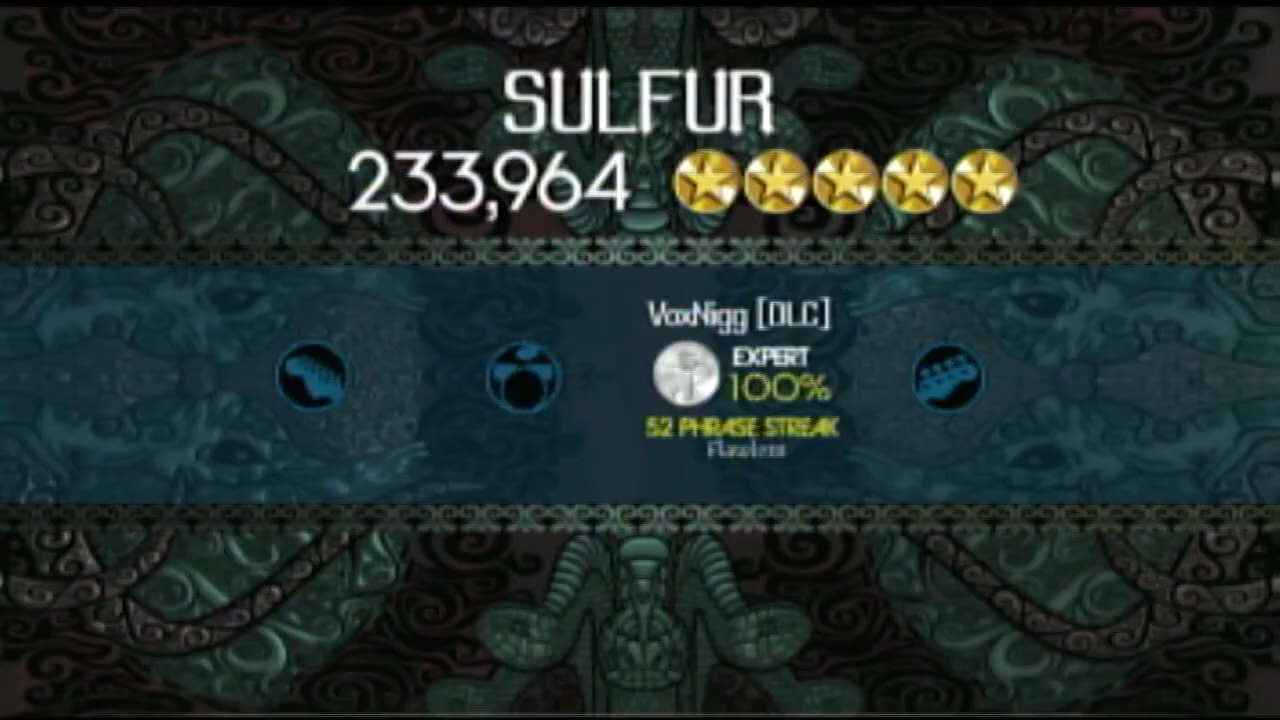 SULFUR
233,964
VoxNigg [DLC]
EXPERT
100%
52 PHRASE STREAK
Flawless